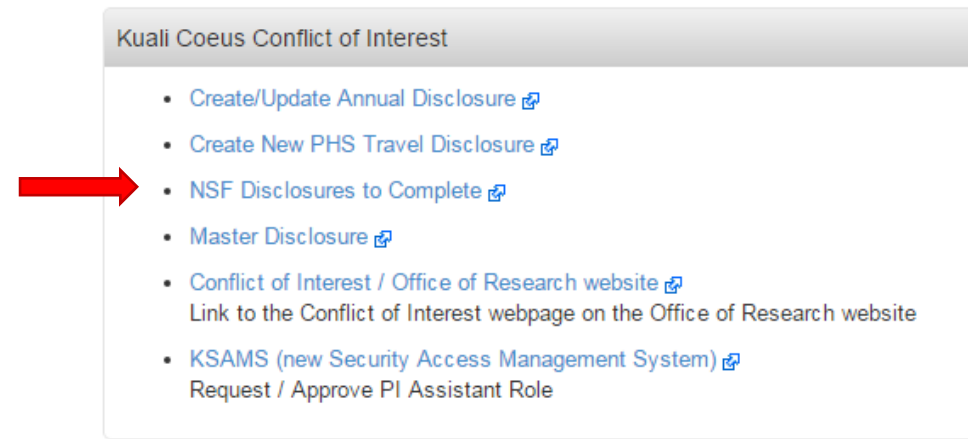 Kuali Coeus Conflict of Interest
Create/Update Annual Disclosure
Create New PHS Travel Disclosure
NSF Disclosures to Complete
Master Disclosure
Conflict of Interest / Office of Research website
Link to the Conflict of Interest webpage on the Office of Research website
KSAMS (new Security Access Management System)
Request / Approve PI Assistant Role